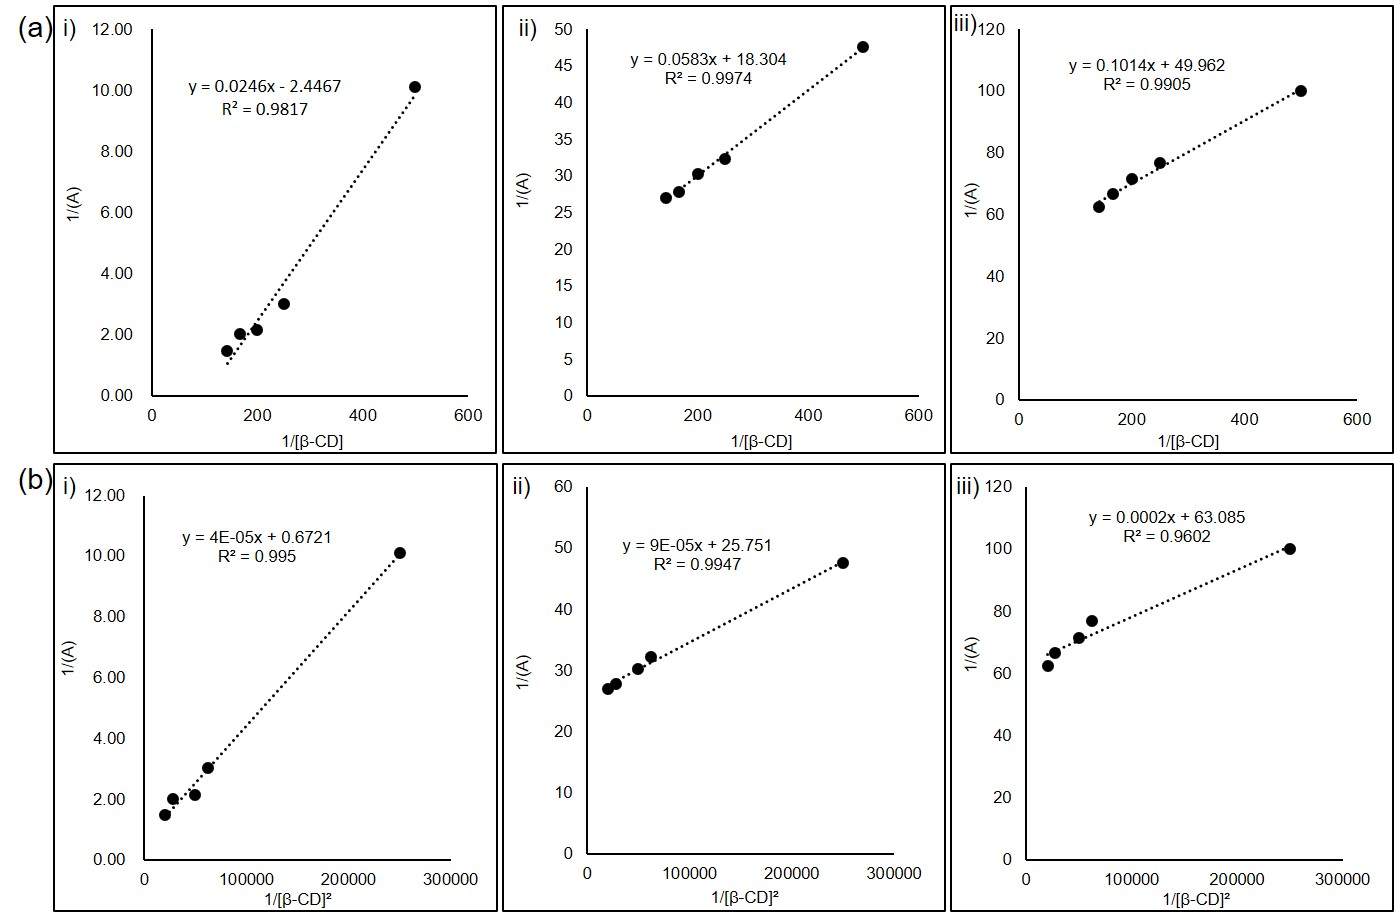 (a)
i)
12.00
10.00
8.00
6.00
4.00
2.00
0.00
1/(A)
y = 0.0246x - 2.4467
R² = 0.9817
0 200 400 600
1/[β-CD]
ii)
50
45
40
35
30
25
20
15
10
5
0
1/(A)
y = 0.0583x + 18.304
R² = 0.9974
0 200 400 600
1/[β-CD]
iii)
120
100
80
60
40
20
0
1/(A)
y = 0.1014x + 49.962
R² = 0.9905
0 200 400 600
1/[β-CD]
(b)
i)
12.00
10.00
8.00
6.00
4.00
2.00
0.00
1/(A)
y = 4E-05x + 0.6721
R² = 0.995
0 100000 200000 300000
1/[β-CD]²
ii)
60
50
40
30
20
10
0
1/(A)
y = 9E-05x + 25.751
R² = 0.9947
0 100000 200000 300000
1/[β-CD]²
iii)
120
100
80
60
40
20
0
1/(A)
y = 0.0002x + 63.085
R² = 0.9602
0 100000 200000 300000
1/[β-CD]²